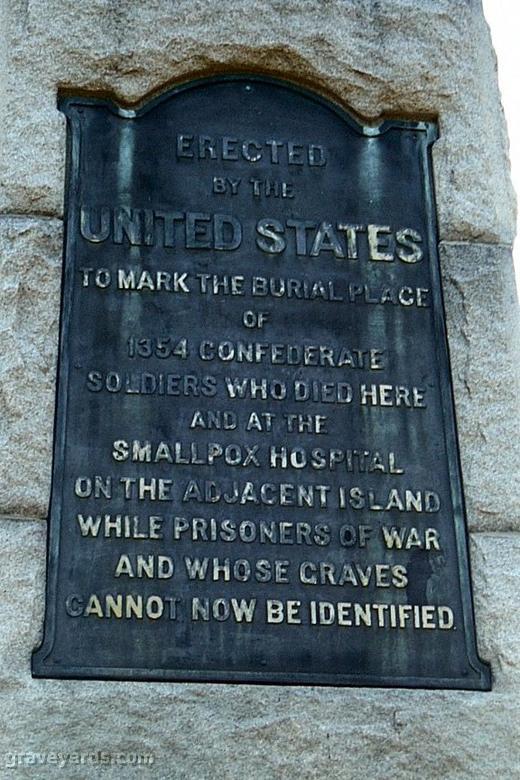 ERECTED
BY THE
UNITED STATES
TO MARK THE BURIAL PLACE
OF
1354 CONFEDERATE
SOLDIERS WHO DIED HERE
AND AT THE
SMALLPOX HOSPITAL
ON THE ADJACENT ISLAND
WHILE PRISONERS OF WAR
AND WHOSE GRAVES
CANNOT NOW BE IDENTIFIED.
graveyards.com